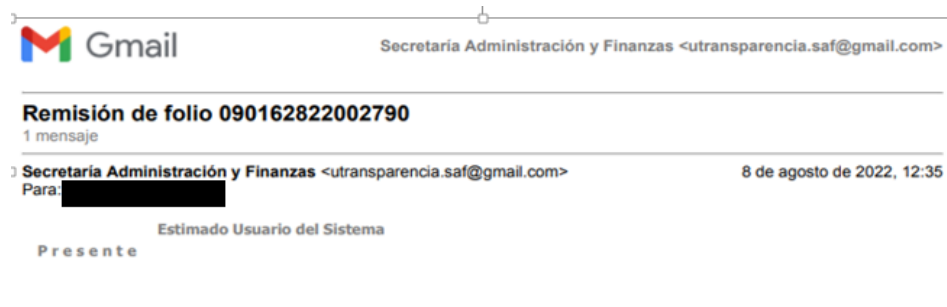 Gmail
Secretaría Administración y Finanzas <utransparencia.saf@gmail.com>
Remisión de folio 090162822002790
1 mensaje
Secretaría Administración y Finanzas <utransparencia.saf@gmail.com> 8 de agosto de 2022, 12:35
Para:
Estimado Usuario del Sistema
P r e s e n t e